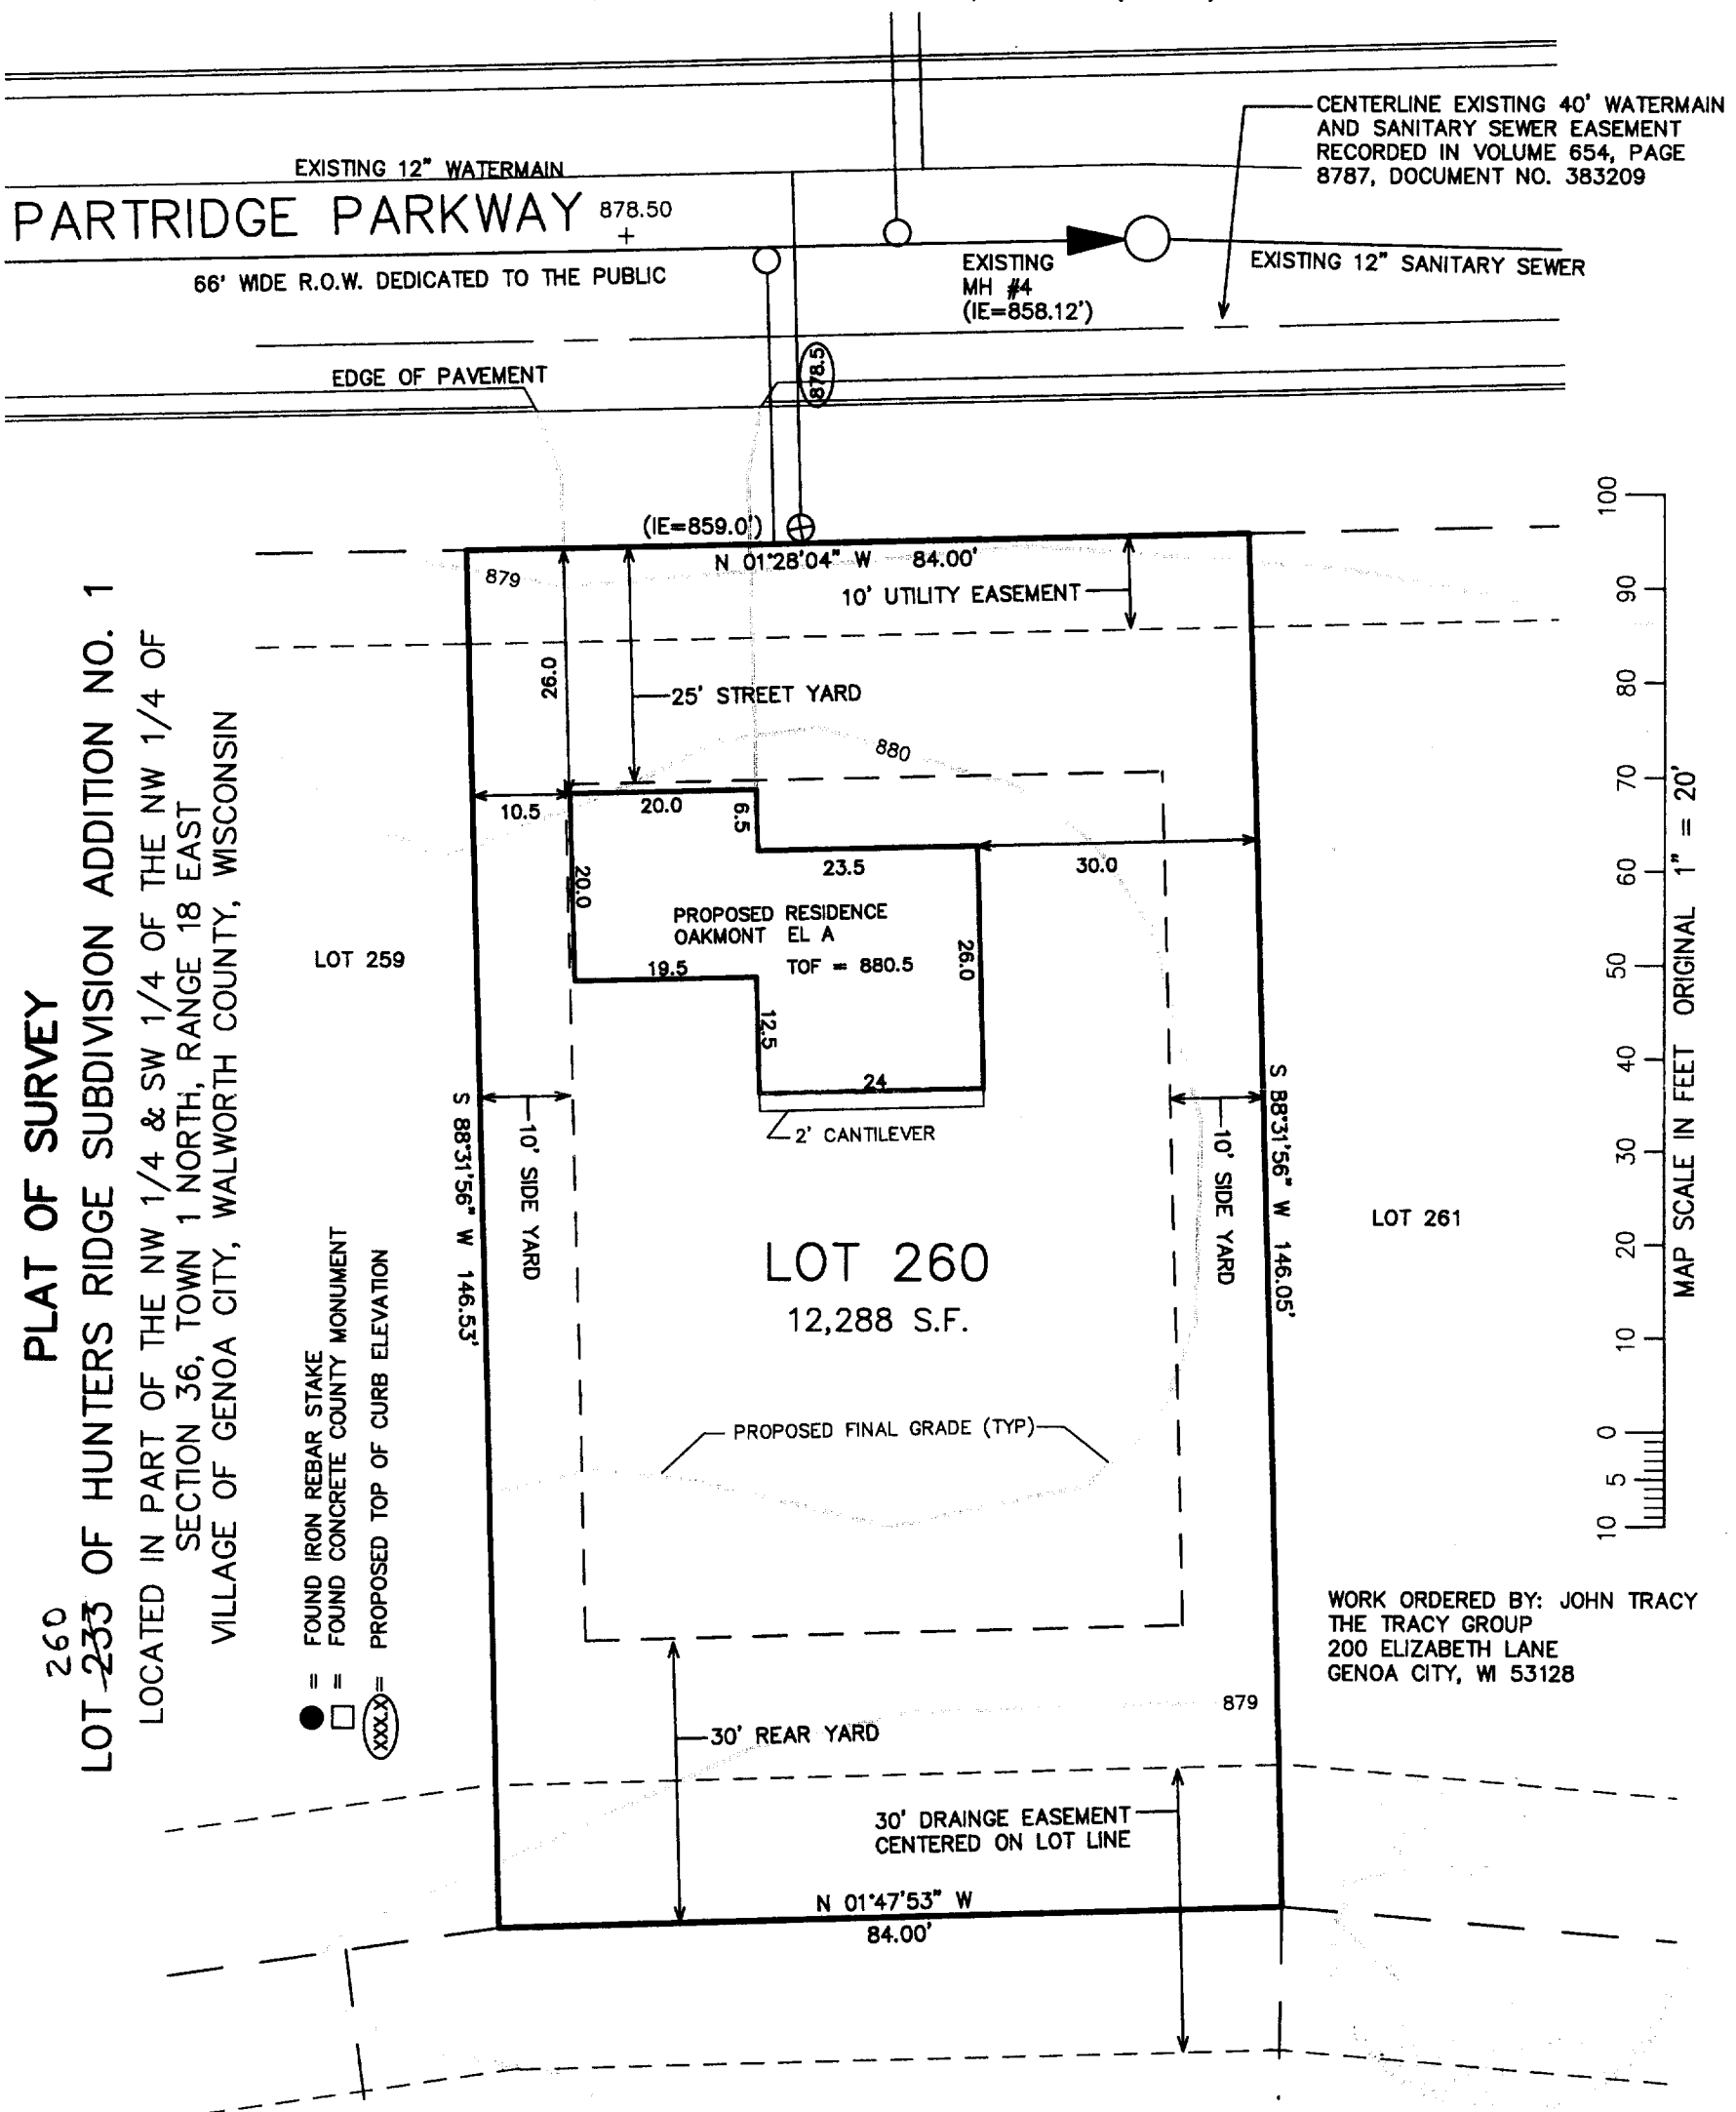 CENTERLINE EXISTING 40' WATERMAIN
AND SANITARY SEWER EASEMENT
RECORDED IN VOLUME 654, PAGE
8787, DOCUMENT NO. 383209
EXISTING 12" WATERMAIN
PARTRIDGE PARKWAY
878.50
+
66' WIDE R.O.W. DEDICATED TO THE PUBLIC
EXISTING
MH #4
(IE=858.12')
EXISTING 12" SANITARY SEWER
EDGE OF PAVEMENT
878.5
(IE=859.0')
N 01°28'04" W 84.00'
879
10' UTILITY EASEMENT
26.0
25' STREET YARD
880
10.5
20.0
6.5
23.5
30.0
20.0
PROPOSED RESIDENCE
OAKMONT EL A
TOF = 880.5
26.0
19.5
12.5
24
2' CANTILEVER
LOT 259
S 88°31'56" W 146.53'
10' SIDE YARD
10' SIDE YARD
S 88°31'56" W 146.05'
LOT 261
LOT 260
12,288 S.F.
PROPOSED FINAL GRADE (TYP)
30' REAR YARD
879
30' DRAINGE EASEMENT
CENTERED ON LOT LINE
N 01°47'53" W
84.00'
PLAT OF SURVEY
260
LOT 233 OF HUNTERS RIDGE SUBDIVISION ADDITION NO. 1
LOCATED IN PART OF THE NW 1/4 & SW 1/4 OF THE NW 1/4 OF
SECTION 36, TOWN 1 NORTH, RANGE 18 EAST
VILLAGE OF GENOA CITY, WALWORTH COUNTY, WISCONSIN
= FOUND IRON REBAR STAKE
= FOUND CONCRETE COUNTY MONUMENT
XXX.X = PROPOSED TOP OF CURB ELEVATION
10 5 0 10 20 30 40 50 60 70 80 90 100
MAP SCALE IN FEET ORIGINAL 1" = 20'
WORK ORDERED BY: JOHN TRACY
THE TRACY GROUP
200 ELIZABETH LANE
GENOA CITY, WI 53128